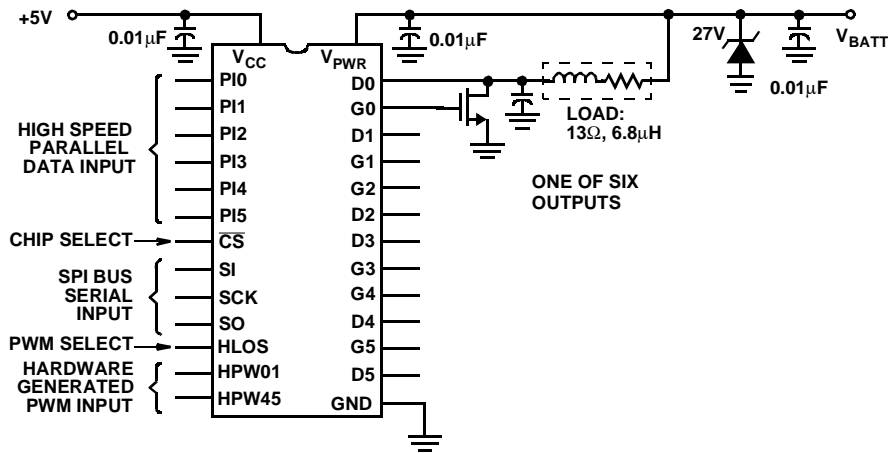 +5V
0.01μF
VCC
VPWR
0.01μF
27V
VBATT
0.01μF
HIGH SPEED
PARALLEL
DATA INPUT
PI0
PI1
PI2
PI3
PI4
PI5
CHIP SELECT
CS
SPI BUS
SERIAL
INPUT
SI
SCK
SO
PWM SELECT
HLOS
HARDWARE
GENERATED
PWM INPUT
HPW01
HPW45
D0
G0
D1
G1
G2
D2
D3
G3
G4
D4
G5
D5
GND
LOAD:
13Ω, 6.8μH
ONE OF SIX
OUTPUTS